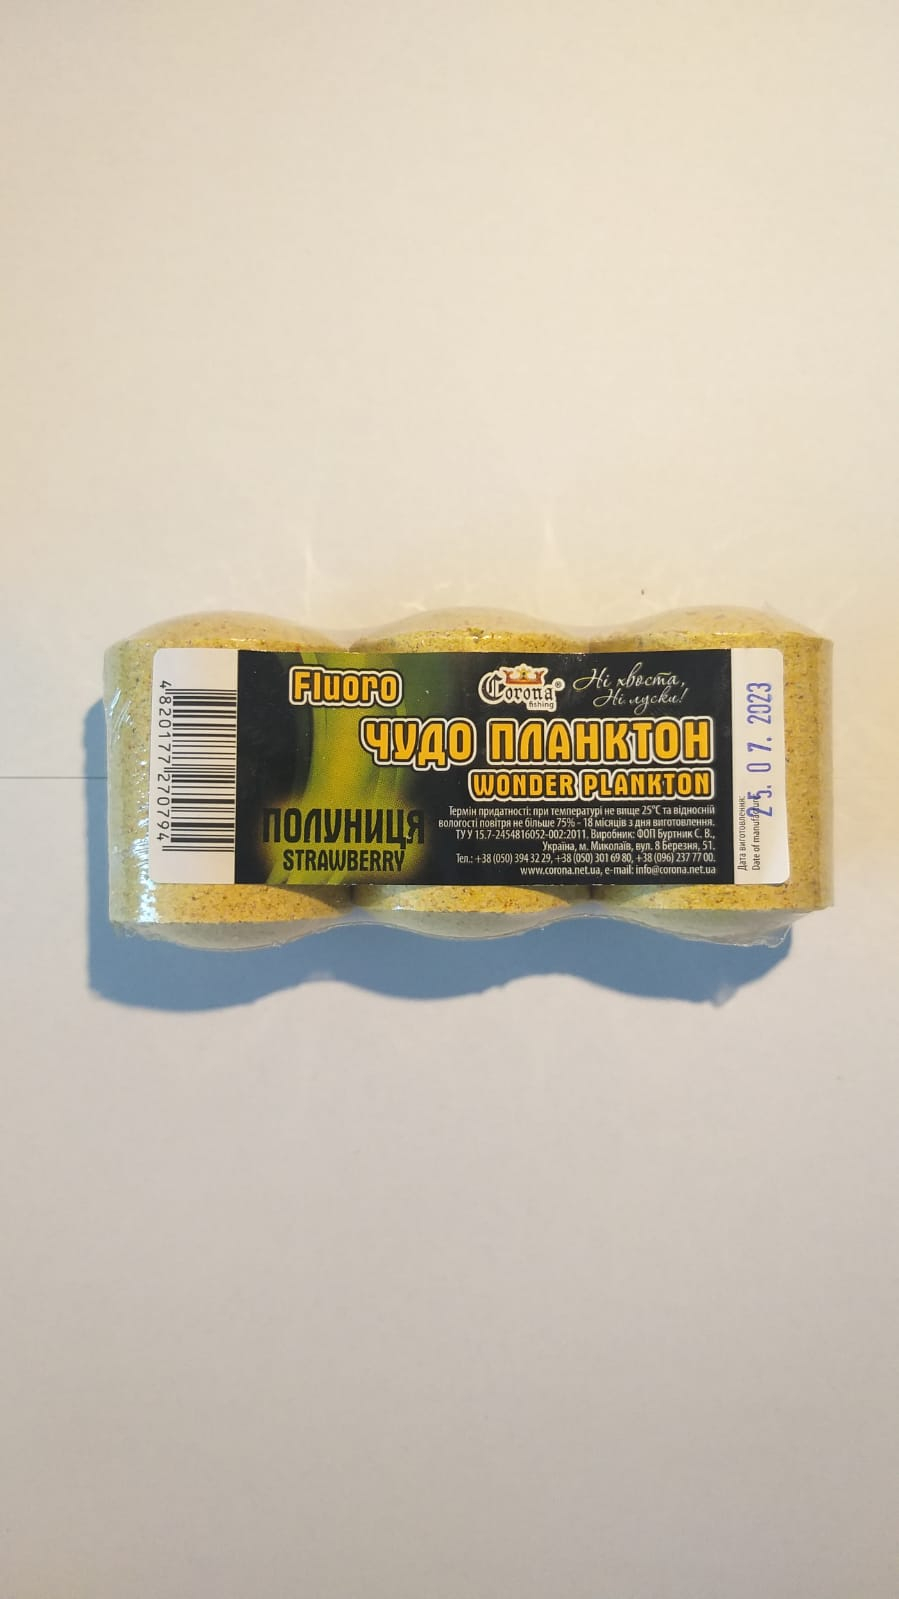 Fluoro
Corona®
fishing
Ні хвоста,
Ні луски!
ЧУДО ПЛАНКТОН
WONDER PLANKTON
ПОЛУНИЦЯ
STRAWBERRY
Термін придатності: при температурі не вище 25°С та відносній
вологості повітря не більше 75% - 18 місяців з дня виготовлення.
ТУ У 15.7-2454816052-002:2011. Виробник: ФОП Буртник С. В.,
Україна, м. Миколаїв, вул. 8 Березня, 51.
Тел.: +38 (050) 394 32 29, +38 (050) 301 69 80, +38 (096) 237 77 00.
www.corona.net.ua, e-mail: info@corona.net.ua
4820177270794
Дата виготовлення:
Date of manufacture:
25. 07. 2023